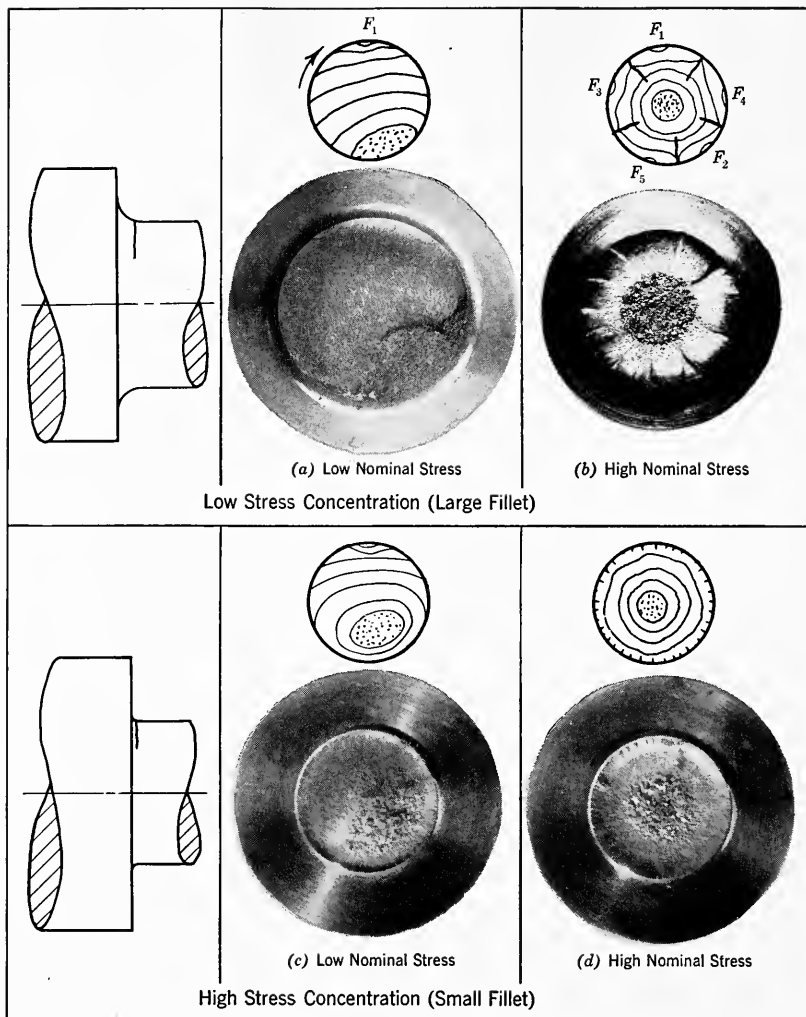 F1
F1
F3
F4
F5
F2
(a) Low Nominal Stress
(b) High Nominal Stress
Low Stress Concentration (Large Fillet)
(c) Low Nominal Stress
(d) High Nominal Stress
High Stress Concentration (Small Fillet)